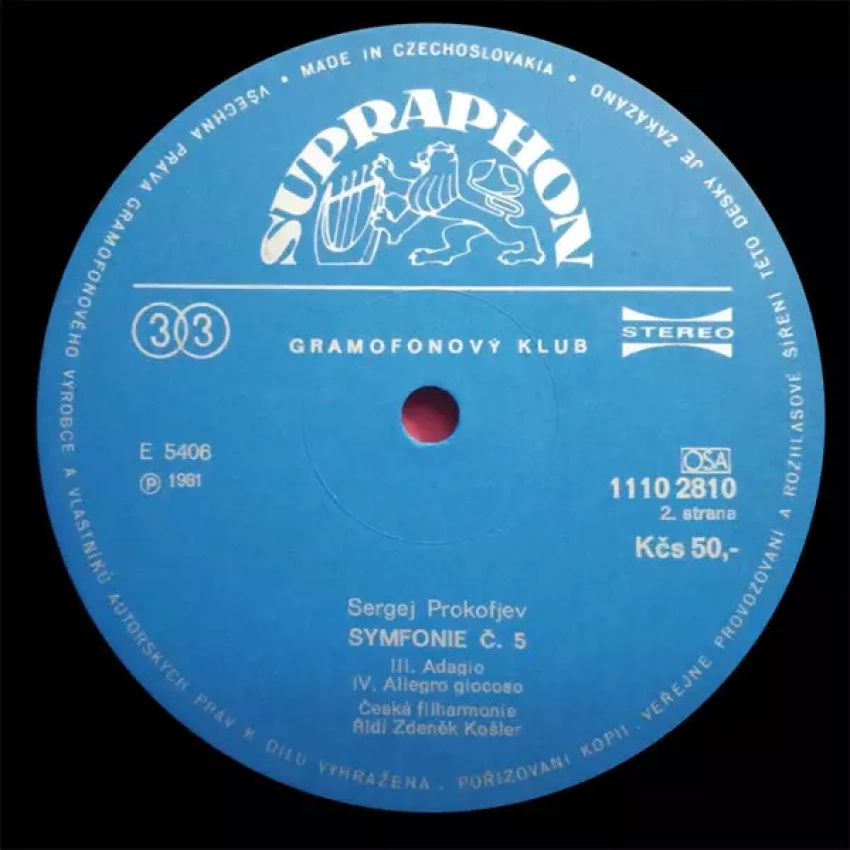 • MADE IN CZECHOSLOVAKIA •
SUPRAPHON
33
GRAMOFONOVÝ KLUB
STEREO
E 5406
℗ 1981
OSA
1110 2810
2. strana
Kčs 50,-
Sergej Prokofjev
SYMFONIE Č. 5
III. Adagio
IV. Allegro giocoso
Česká filharmonie
Řídí Zdeněk Košler
VŠECHNA PRÁVA GRAMOFONOVÉHO VÝROBCE A VLASTNÍKŮ AUTORSKÝCH PRÁV K DÍLU VYHRAŽENA. POŘIZOVÁNÍ KOPIÍ. VEŘEJNÉ PROVOZOVÁNÍ A ROZHLASOVÉ ŠÍŘENÍ TÉTO DESKY JE ZAKÁZÁNO